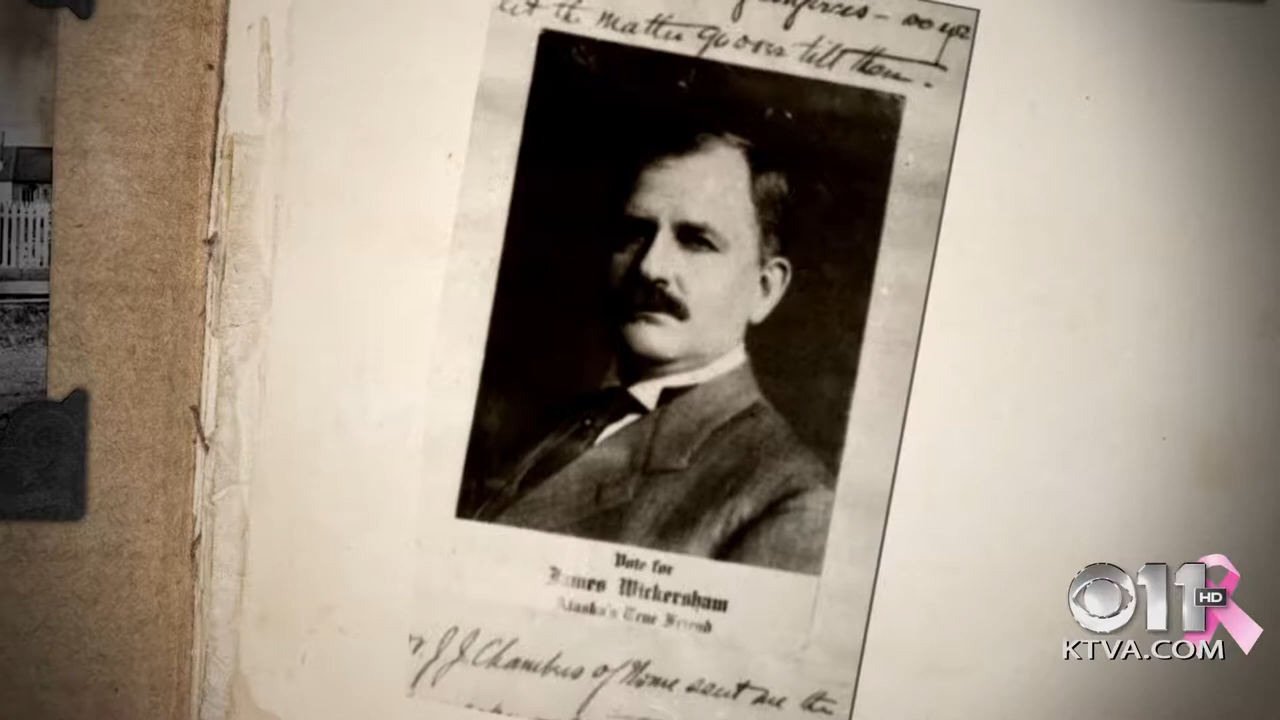 let the matter go over till then.
Vote for
James Wickersham
Alaska's True Friend
J J Chambers of Nome sent me the
11
HD
KTVA.COM